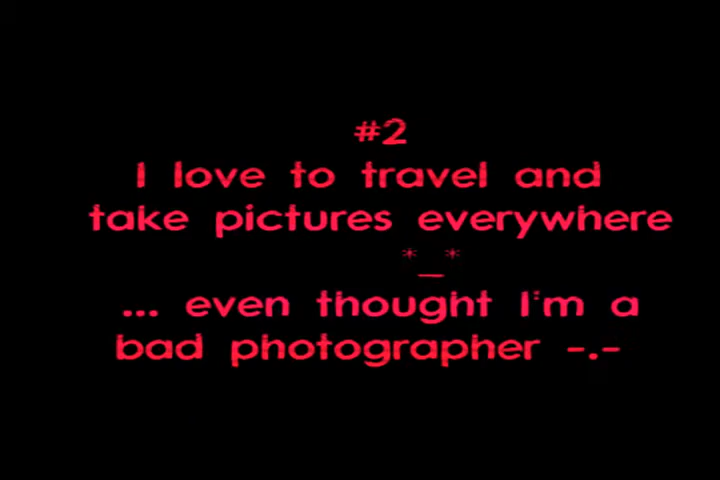 #2
I love to travel and
take pictures everywhere
*_*
... even thought I'm a
bad photographer -.-